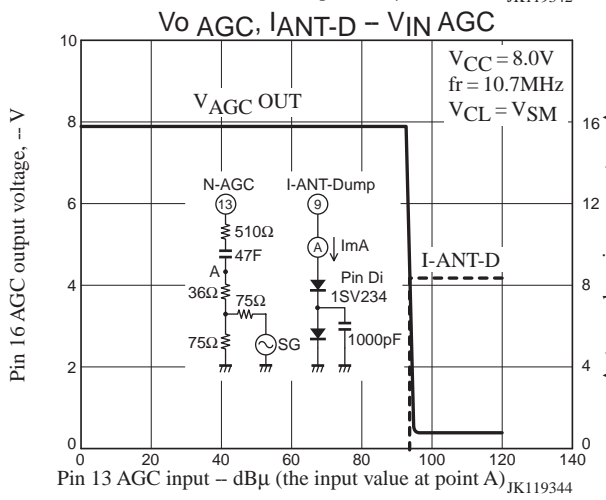 JK119342
Vo AGC, IANT-D – VIN AGC
10
VCC = 8.0V
fr = 10.7MHz
VCL = VSM
VAGC OUT
8
16
N-AGC
I-ANT-Dump
13
9
6
12
510Ω
A
ImA
47F
A
I-ANT-D
4
8
Pin Di
1SV234
36Ω
75Ω
75Ω
SG
1000pF
2
4
0
0
0
20
40
60
80
100
120
140
Pin 16 AGC output voltage, -- V
Pin 13 AGC input -- dBμ (the input value at point A)
JK119344